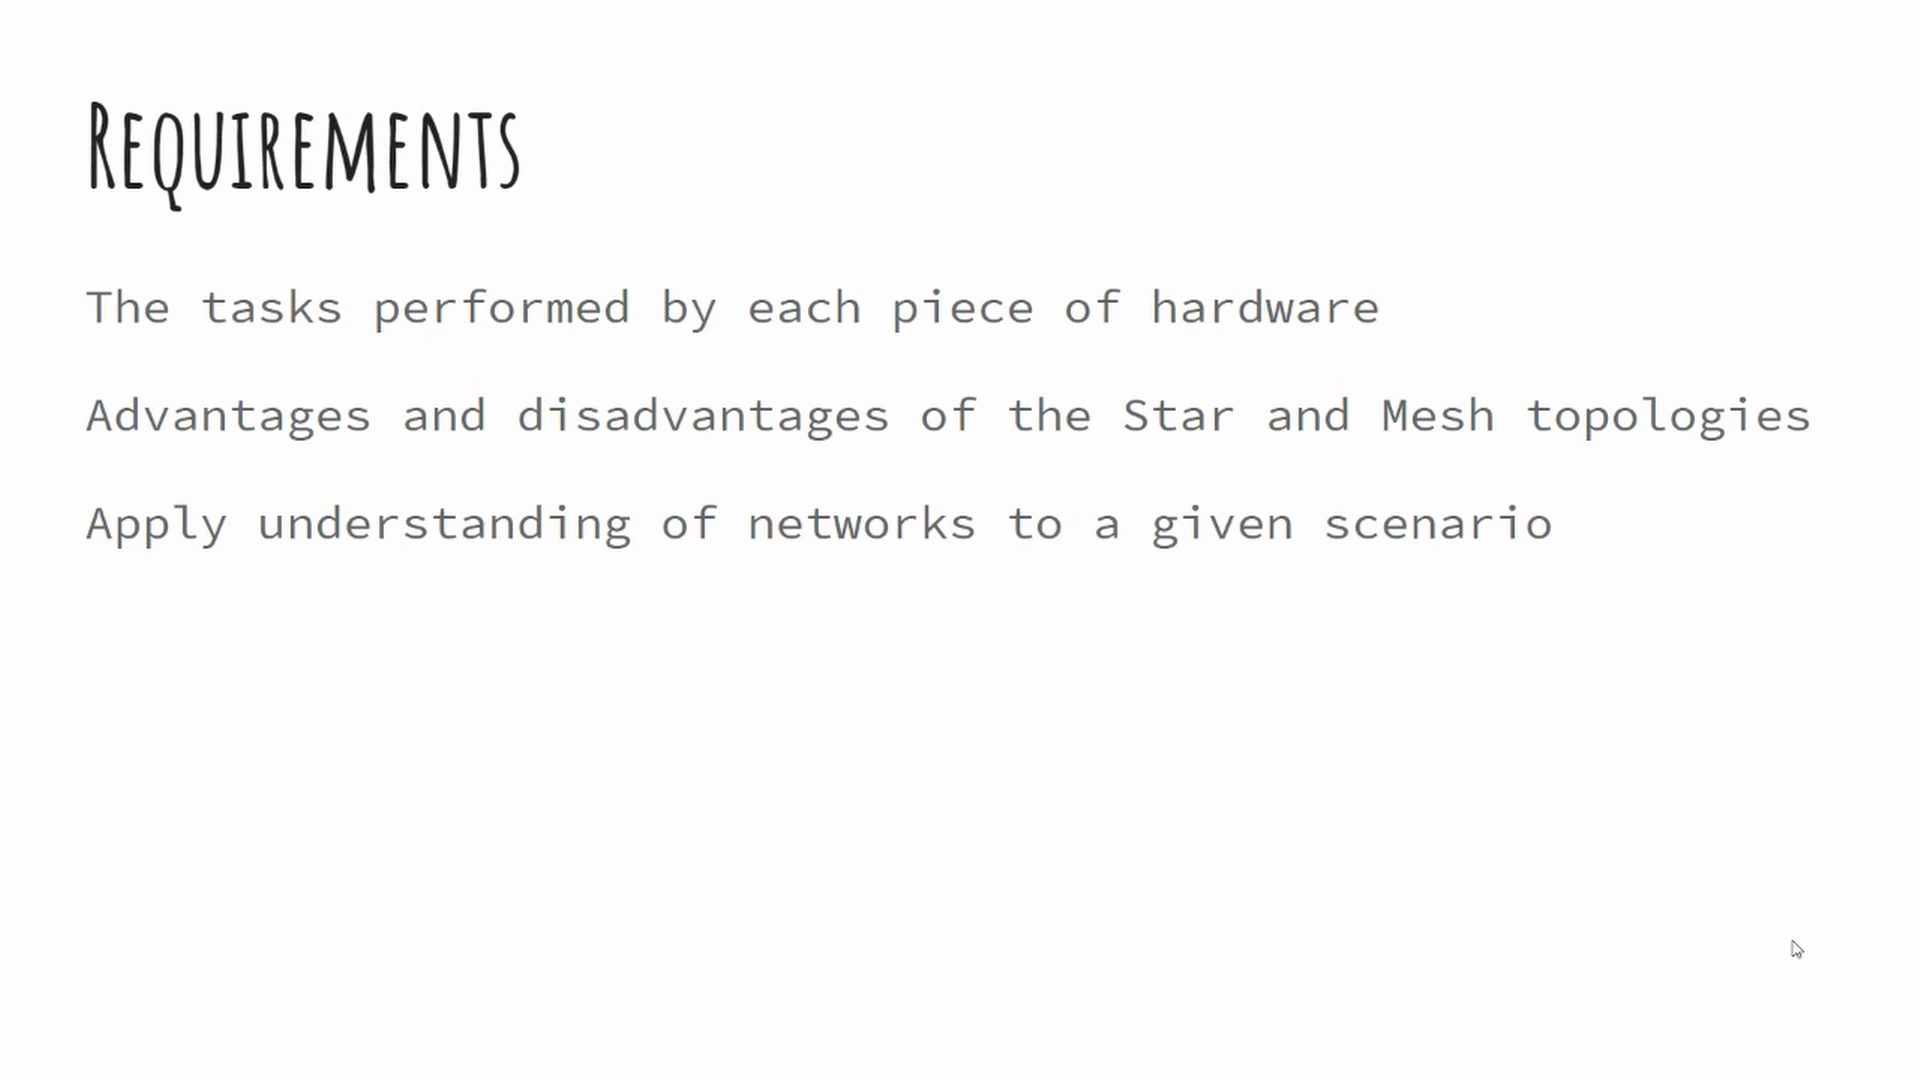 Requirements
The tasks performed by each piece of hardware
Advantages and disadvantages of the Star and Mesh topologies
Apply understanding of networks to a given scenario